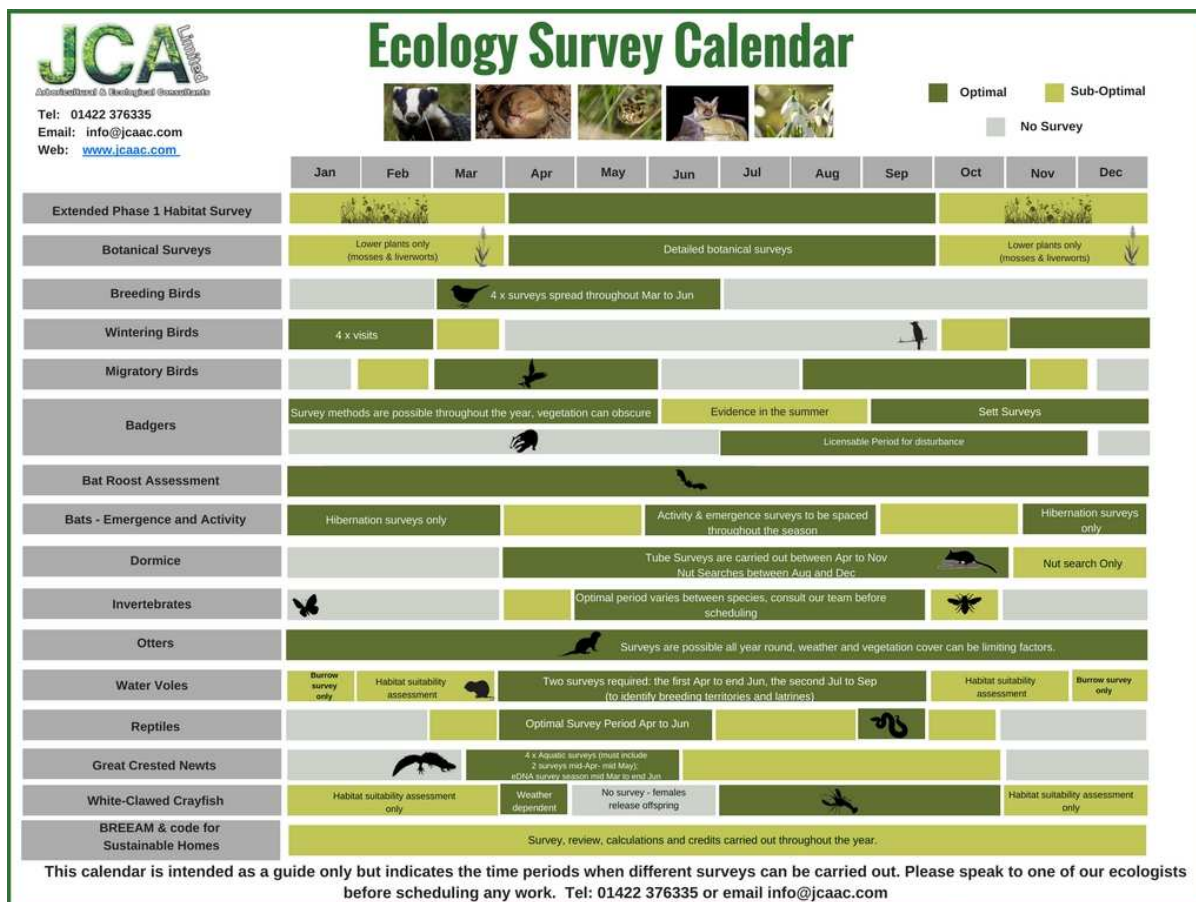 JCA
Limited
Arboricultural & Ecological Consultants
Ecology Survey Calendar
Tel: 01422 376335
Email: info@jcaac.com
Web: www.jcaac.com
Optimal
Sub-Optimal
No Survey
Jan Feb Mar Apr May Jun Jul Aug Sep Oct Nov Dec
Extended Phase 1 Habitat Survey
Botanical Surveys
Lower plants only
(mosses & liverworts)
Detailed botanical surveys
Lower plants only
(mosses & liverworts)
Breeding Birds
4 x surveys spread throughout Mar to Jun
Wintering Birds
4 x visits
Migratory Birds
Badgers
Survey methods are possible throughout the year, vegetation can obscure
Evidence in the summer
Sett Surveys
Licensable Period for disturbance
Bat Roost Assessment
Bats - Emergence and Activity
Hibernation surveys only
Activity & emergence surveys to be spaced
throughout the season
Hibernation surveys
only
Dormice
Tube Surveys are carried out between Apr to Nov
Nut Searches between Aug and Dec
Nut search Only
Invertebrates
Optimal period varies between species, consult our team before
scheduling
Otters
Surveys are possible all year round, weather and vegetation cover can be limiting factors.
Water Voles
Burrow
survey
only
Habitat suitability
assessment
Two surveys required: the first Apr to end Jun, the second Jul to Sep
(to identify breeding territories and latrines)
Habitat suitability
assessment
Burrow survey
only
Reptiles
Optimal Survey Period Apr to Jun
Great Crested Newts
4 x Aquatic surveys (must include
2 surveys mid-Apr- mid May);
eDNA survey season mid Mar to end Jun
White-Clawed Crayfish
Habitat suitability assessment
only
Weather
dependent
No survey - females
release offspring
Habitat suitability assessment
only
BREEAM & code for
Sustainable Homes
Survey, review, calculations and credits carried out throughout the year.
This calendar is intended as a guide only but indicates the time periods when different surveys can be carried out. Please speak to one of our ecologists
before scheduling any work. Tel: 01422 376335 or email info@jcaac.com